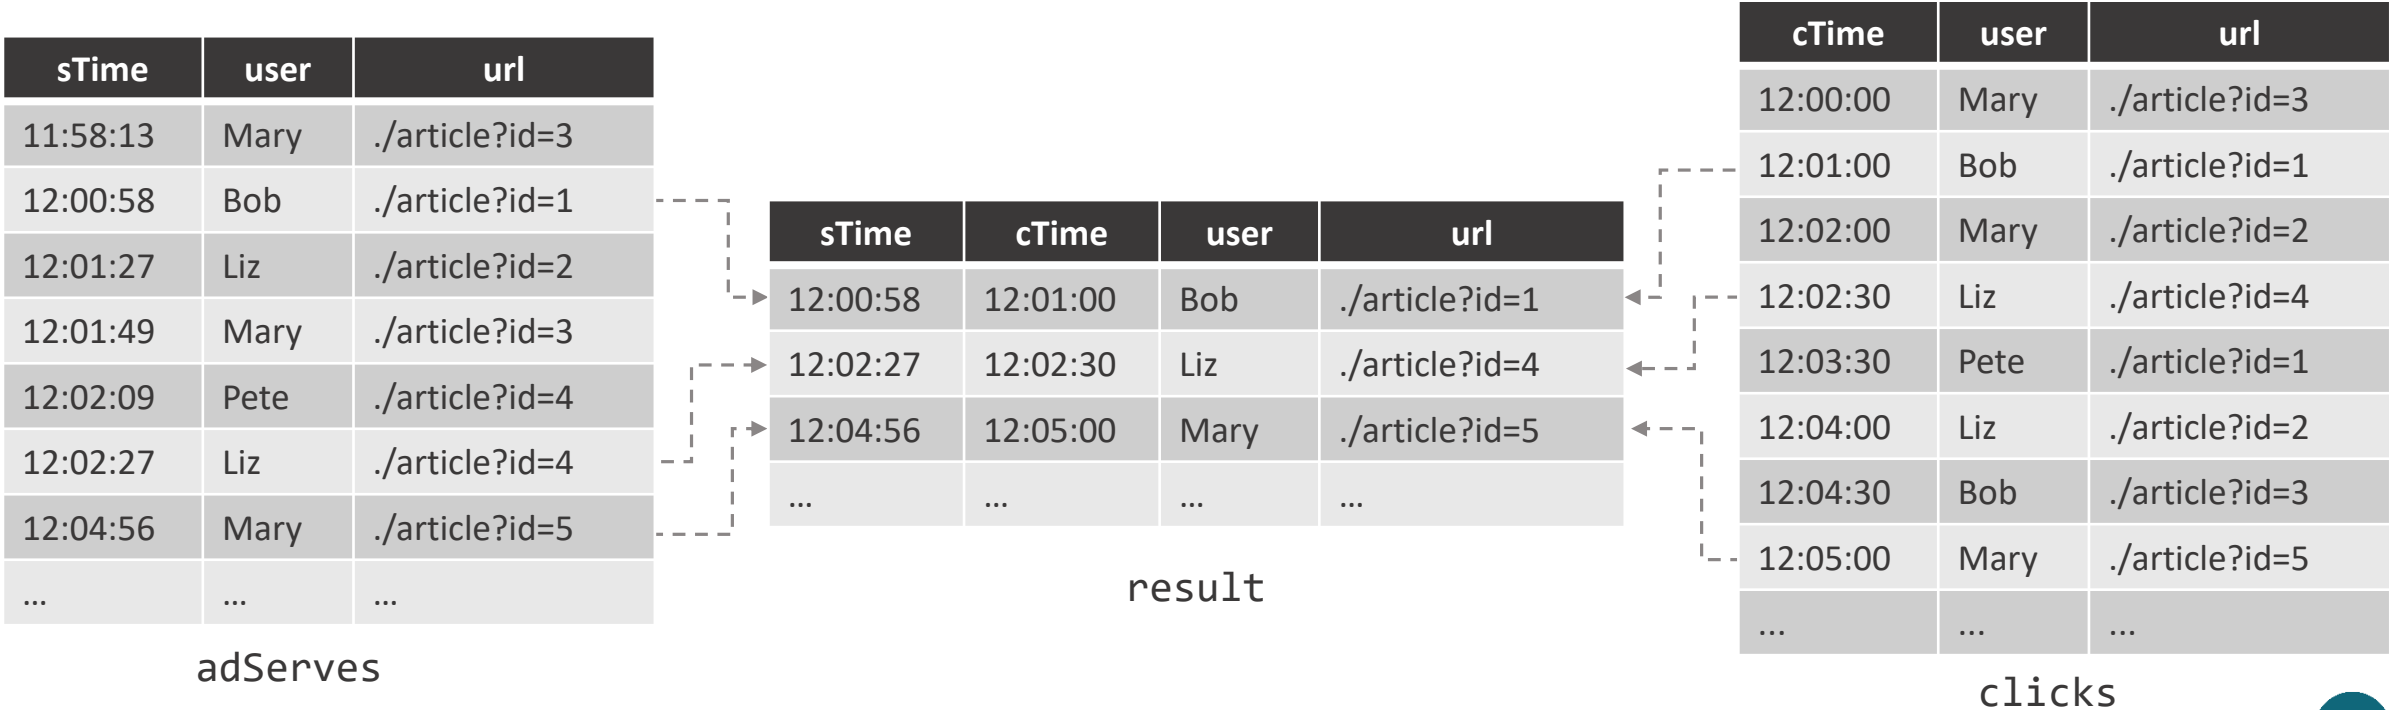 sTime user url
11:58:13 Mary ./article?id=3
12:00:58 Bob ./article?id=1
12:01:27 Liz ./article?id=2
12:01:49 Mary ./article?id=3
12:02:09 Pete ./article?id=4
12:02:27 Liz ./article?id=4
12:04:56 Mary ./article?id=5
... ... ...
adServes
sTime cTime user url
12:00:58 12:01:00 Bob ./article?id=1
12:02:27 12:02:30 Liz ./article?id=4
12:04:56 12:05:00 Mary ./article?id=5
... ... ... ...
result
cTime user url
12:00:00 Mary ./article?id=3
12:01:00 Bob ./article?id=1
12:02:00 Mary ./article?id=2
12:02:30 Liz ./article?id=4
12:03:30 Pete ./article?id=1
12:04:00 Liz ./article?id=2
12:04:30 Bob ./article?id=3
12:05:00 Mary ./article?id=5
... ... ...
clicks